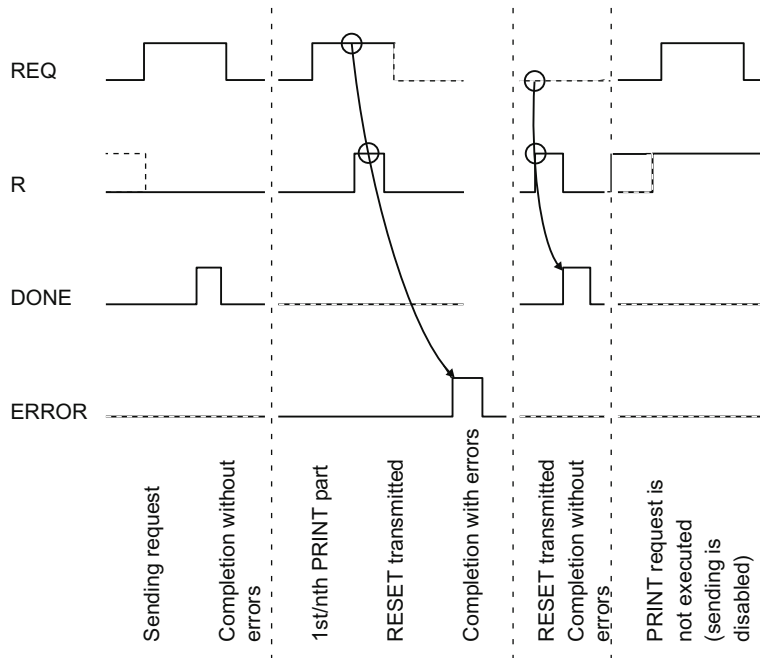 REQ
R
DONE
ERROR
Sending request
Completion without
errors
1st/nth PRINT part
RESET transmitted
Completion with errors
RESET transmitted
Completion without
errors
PRINT request is
not executed
(sending is
disabled)